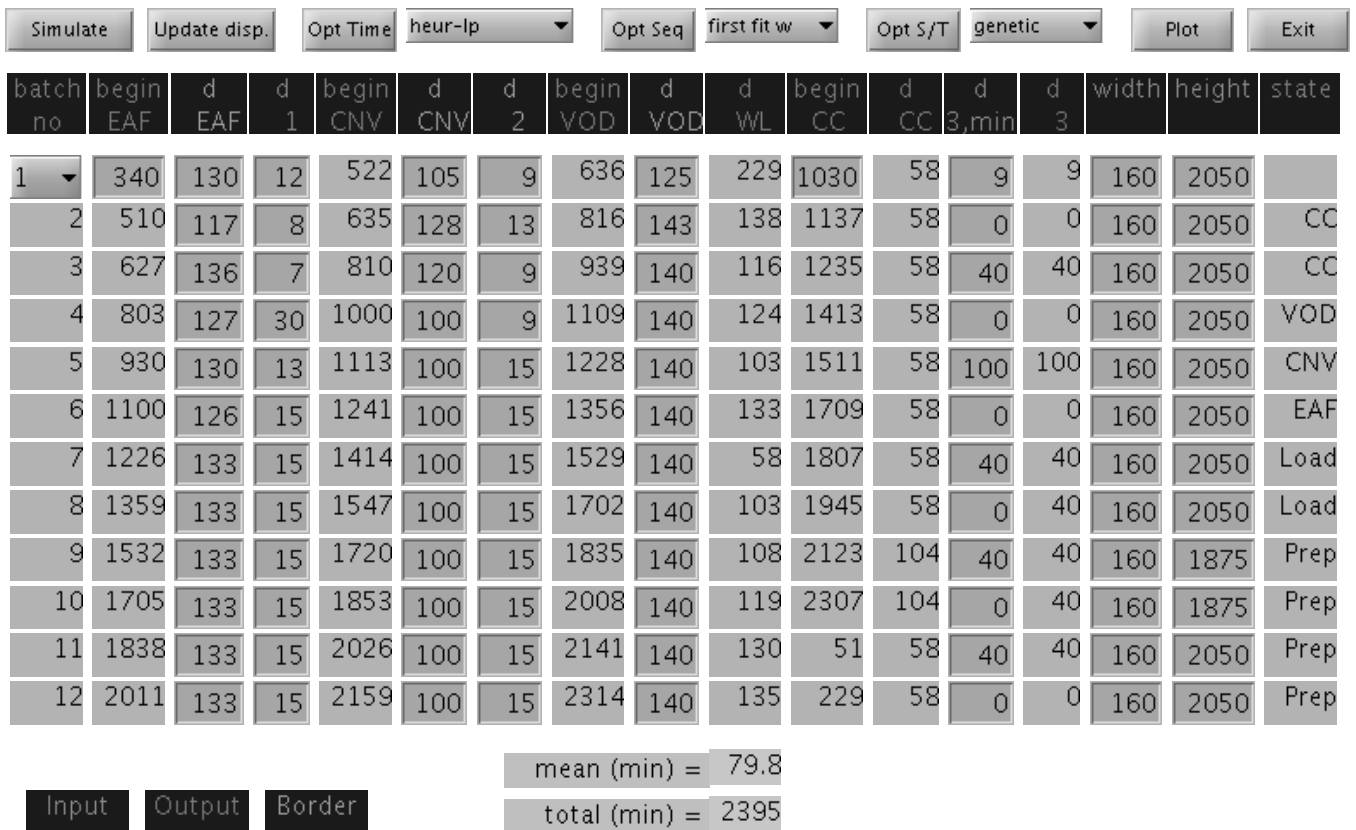 Simulate Update disp. Opt Time heur-lp Opt Seq first fit w Opt S/T genetic Plot Exit
batch begin d d begin d d begin d d begin d d d width height state
no EAF EAF 1 CNV CNV 2 VOD VOD WL CC CC 3,min 3
1 340 130 12 522 105 9 636 125 229 1030 58 9 9 160 2050
2 510 117 8 635 128 13 816 143 138 1137 58 0 0 160 2050 CC
3 627 136 7 810 120 9 939 140 116 1235 58 40 40 160 2050 CC
4 803 127 30 1000 100 9 1109 140 124 1413 58 0 0 160 2050 VOD
5 930 130 13 1113 100 15 1228 140 103 1511 58 100 100 160 2050 CNV
6 1100 126 15 1241 100 15 1356 140 133 1709 58 0 0 160 2050 EAF
7 1226 133 15 1414 100 15 1529 140 58 1807 58 40 40 160 2050 Load
8 1359 133 15 1547 100 15 1702 140 103 1945 58 0 40 160 2050 Load
9 1532 133 15 1720 100 15 1835 140 108 2123 104 40 40 160 1875 Prep
10 1705 133 15 1853 100 15 2008 140 119 2307 104 0 40 160 1875 Prep
11 1838 133 15 2026 100 15 2141 140 130 51 58 40 40 160 2050 Prep
12 2011 133 15 2159 100 15 2314 140 135 229 58 0 0 160 2050 Prep
mean (min) = 79.8
Input Output Border total (min) = 2395